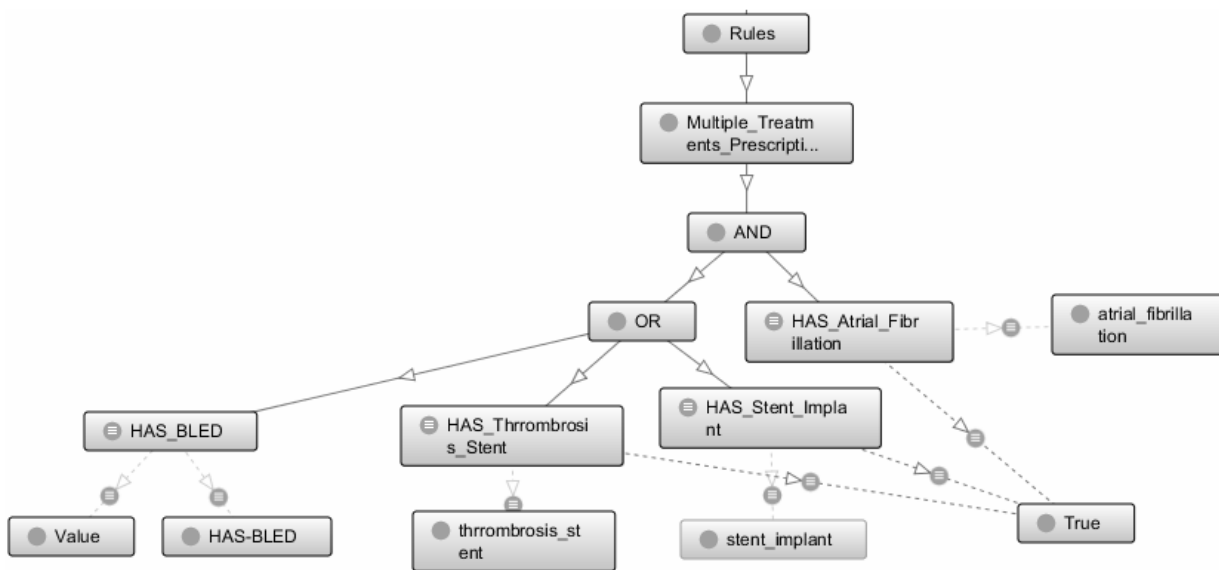 Rules
Multiple_Treatm
ents_Prescripti...
AND
OR
HAS_Atrial_Fibr
illation
atrial_fibrilla
tion
HAS_BLED
HAS_Thrrombrosi
s_Stent
HAS_Stent_Impla
nt
Value
HAS-BLED
thrrombrosis_st
ent
stent_implant
True